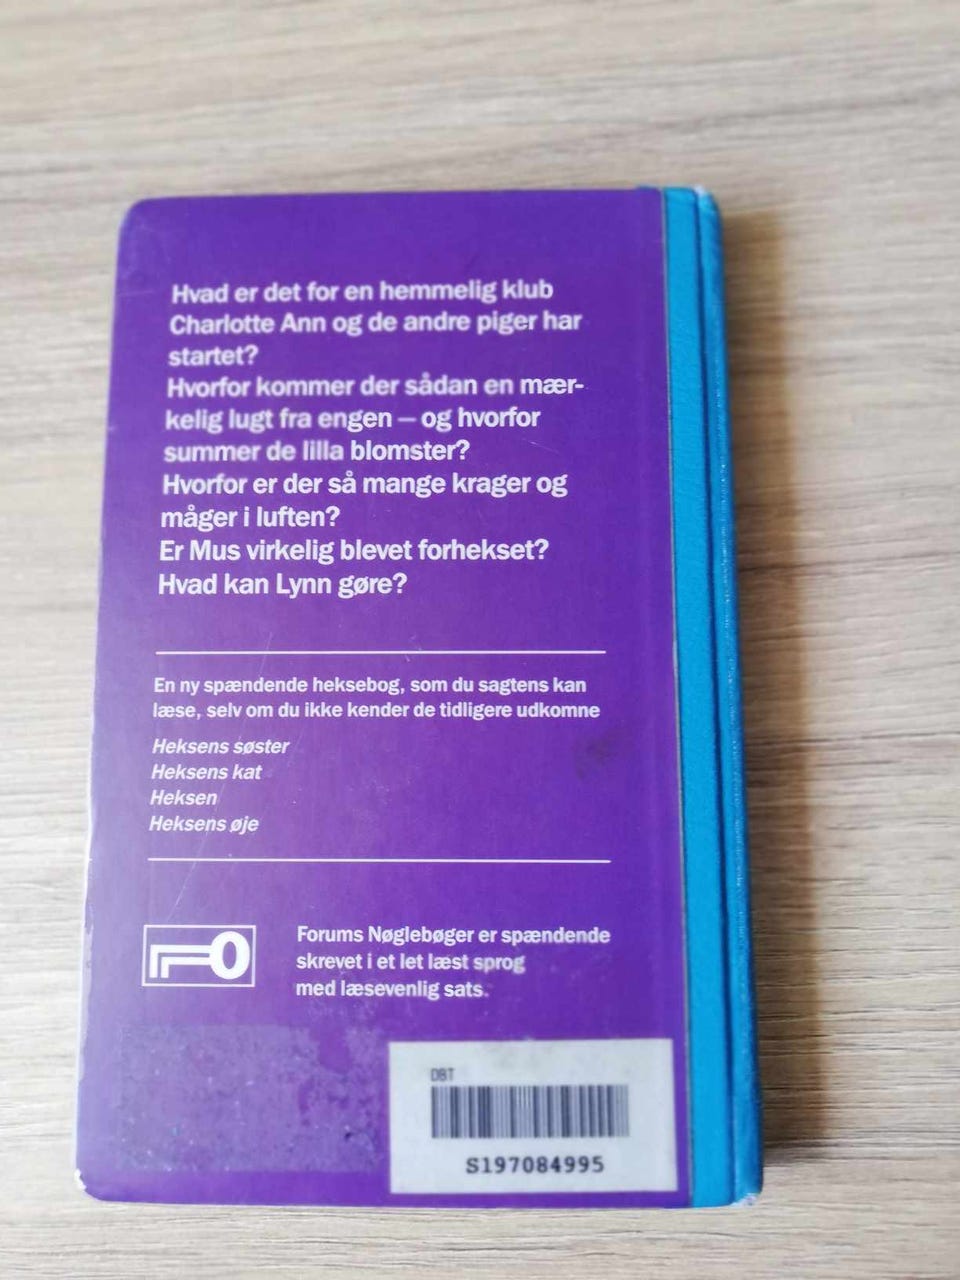 Hvad er det for en hemmelig klub
Charlotte Ann og de andre piger har
startet?
Hvorfor kommer der sådan en mær-
kelig lugt fra engen – og hvorfor
summer de lilla blomster?
Hvorfor er der så mange krager og
måger i luften?
Er Mus virkelig blevet forhekset?
Hvad kan Lynn gøre?
En ny spændende heksebog, som du sagtens kan
læse, selv om du ikke kender de tidligere udkomne
Heksens søster
Heksens kat
Heksen
Heksens øje
Forums Nøglebøger er spændende
skrevet i et let læst sprog
med læsevenlig sats.
DBT
S197084995